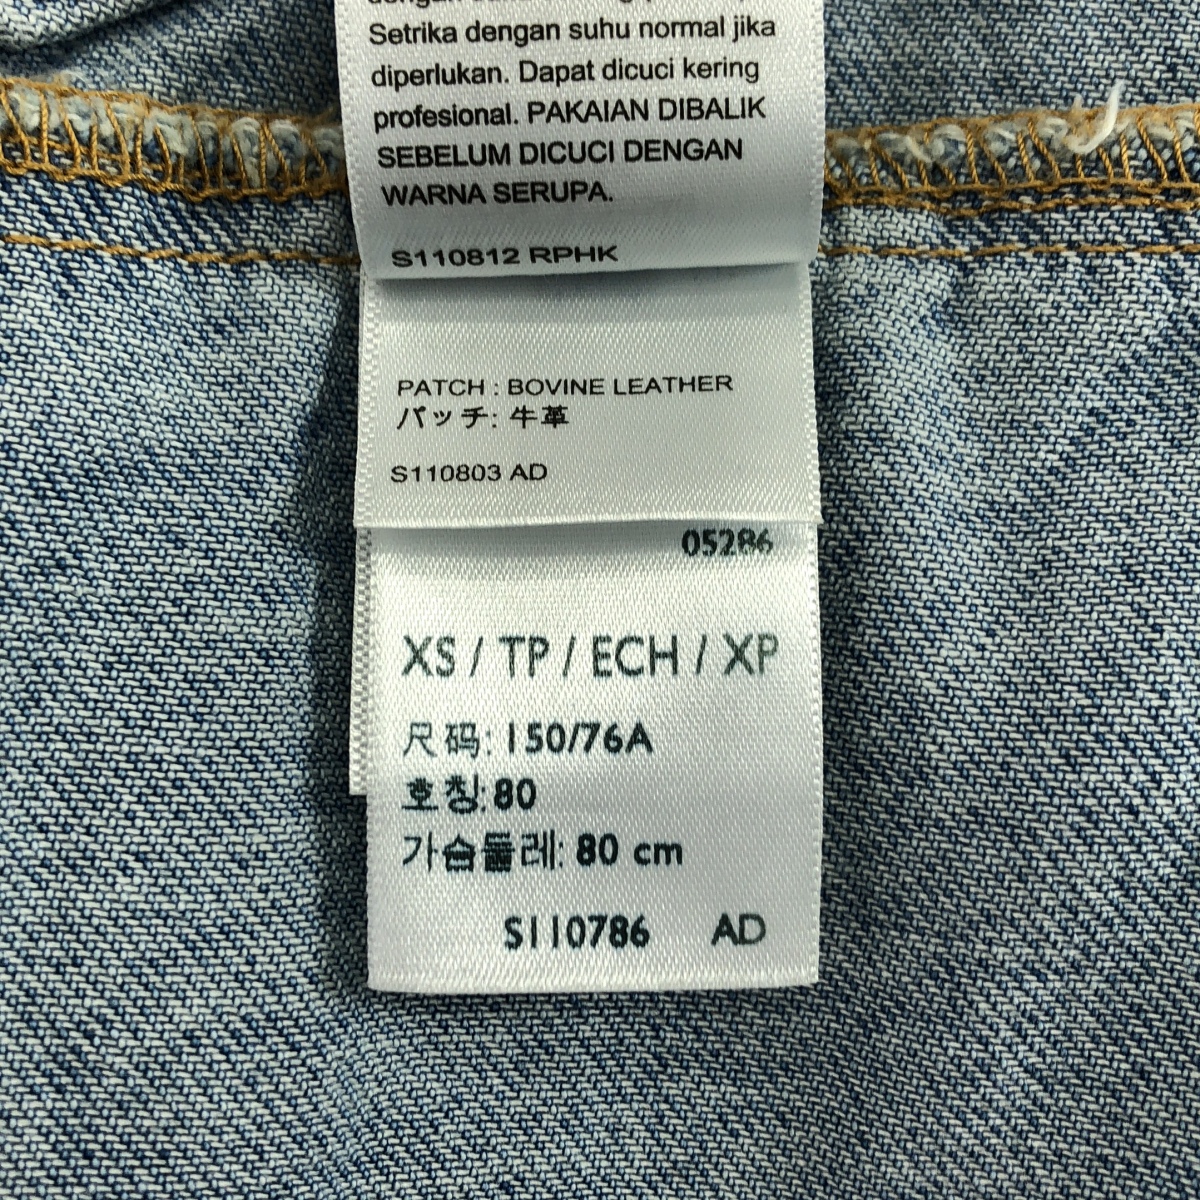 Setrika dengan suhu normal jika
diperlukan. Dapat dicuci kering
profesional. PAKAIAN DIBALIK
SEBELUM DICUCI DENGAN
WARNA SERUPA.
S110812 RPHK
PATCH : BOVINE LEATHER
パッチ: 牛革
S110803 AD
05286
XS / TP / ECH / XP
尺码: 150/76A
호칭: 80
가슴둘레: 80 cm
S110786 AD